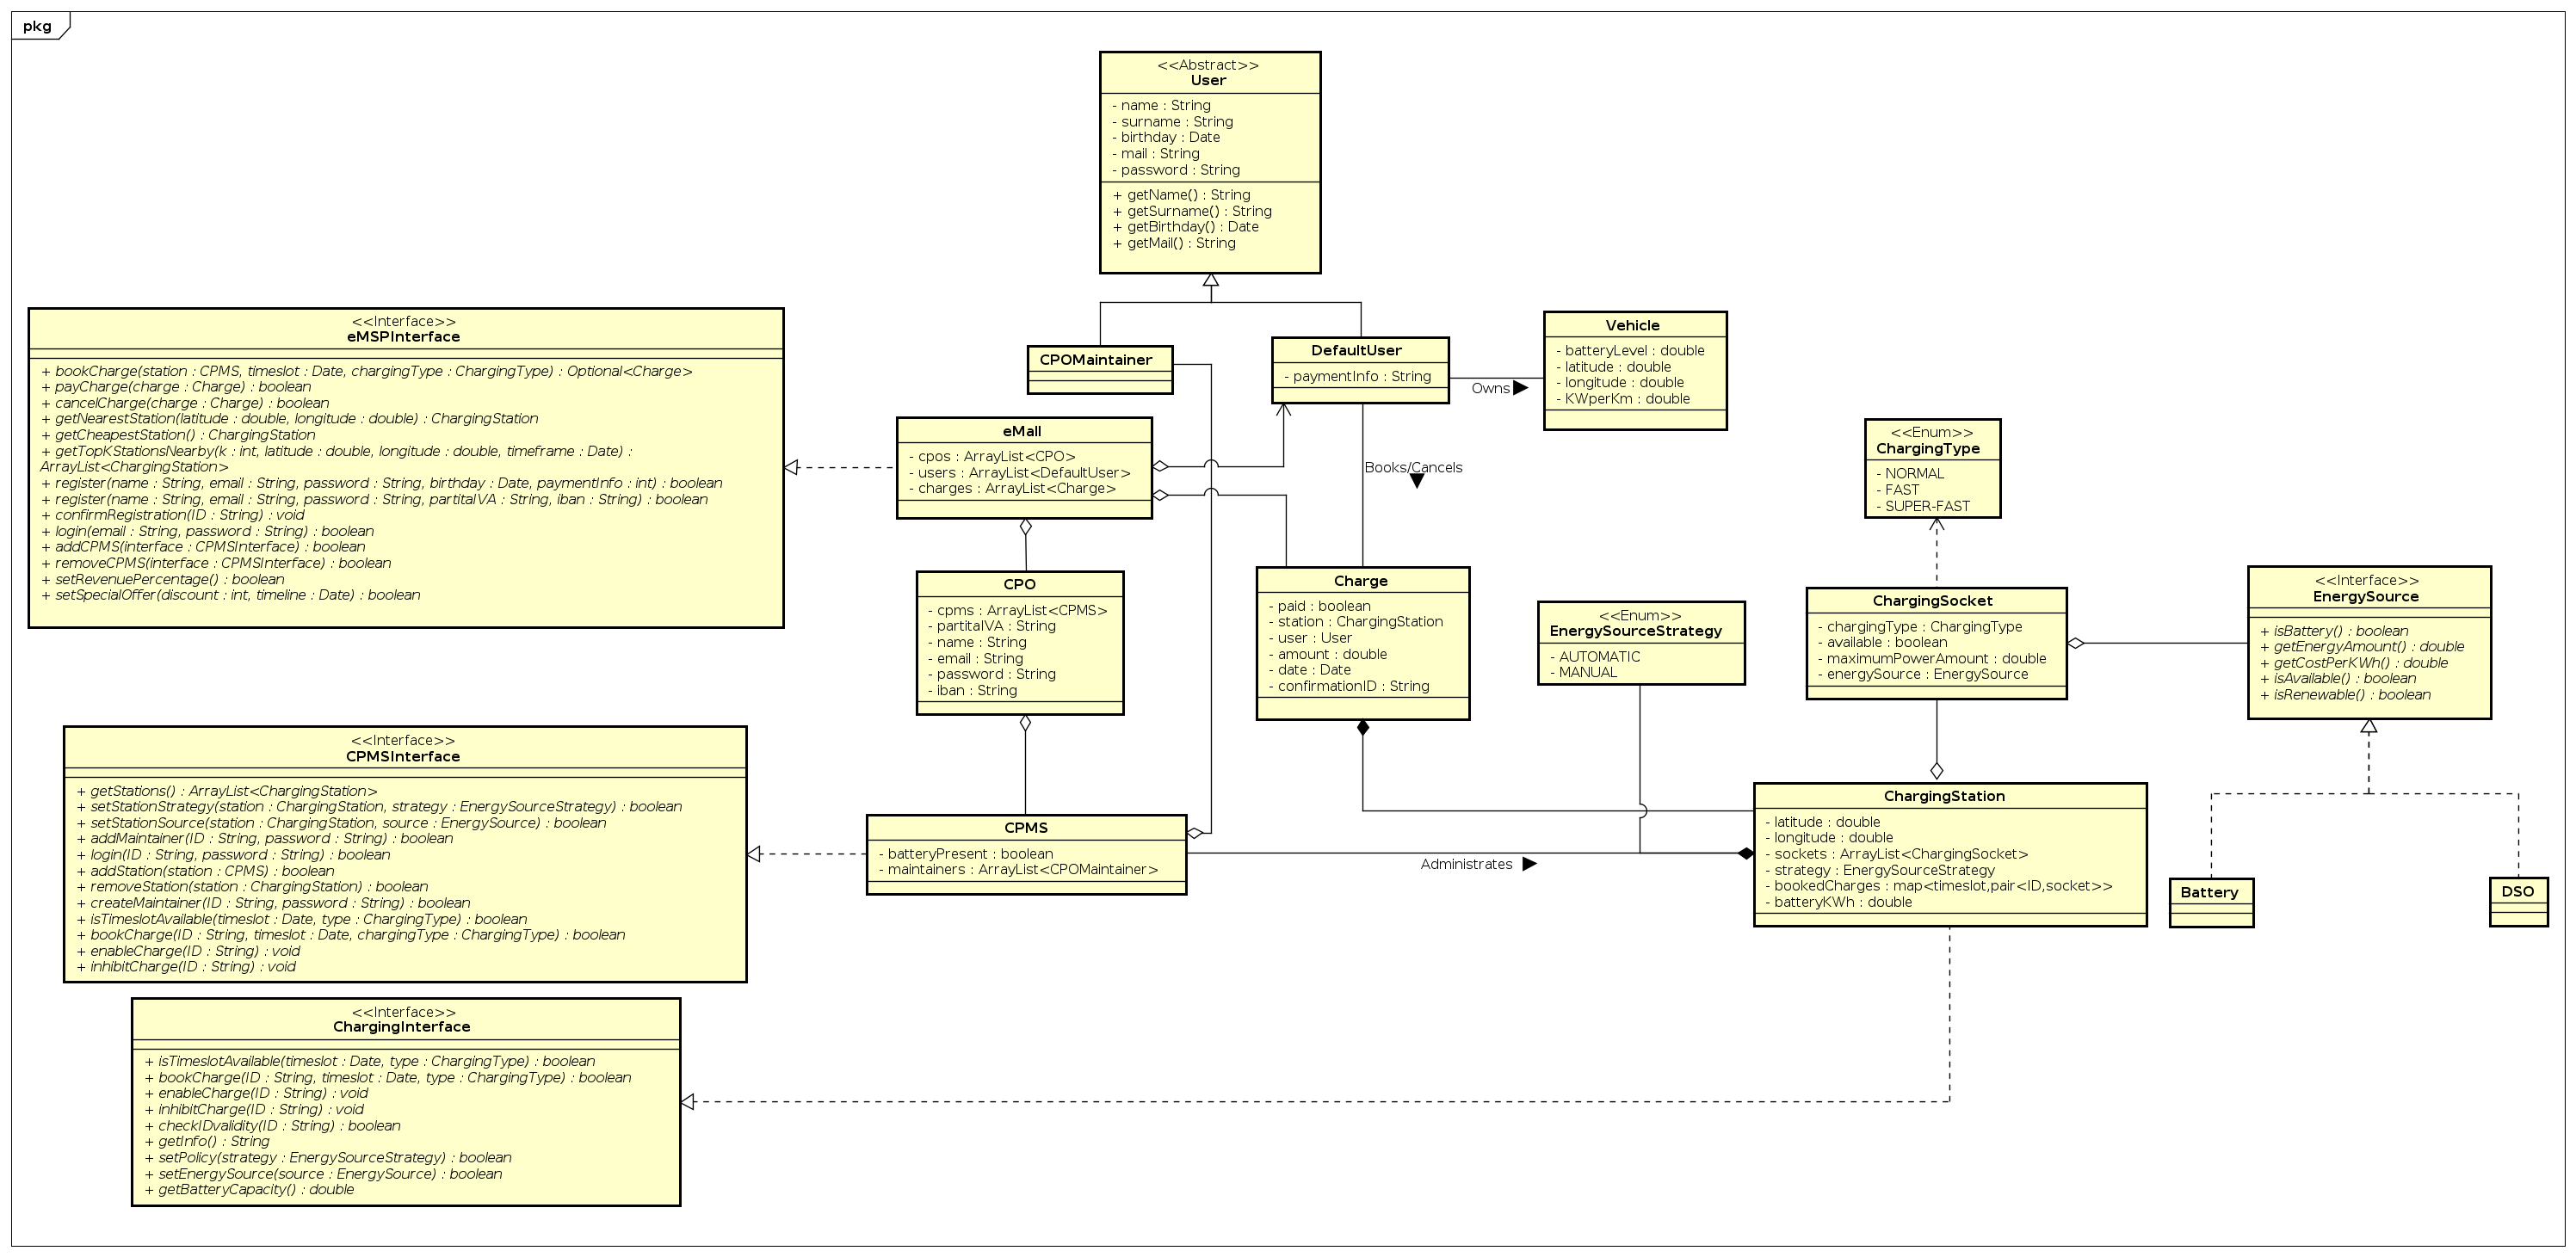 pkg
<<Abstract>>
User
- name : String
- surname : String
- birthday : Date
- mail : String
- password : String
+ getName() : String
+ getSurname() : String
+ getBirthday() : Date
+ getMail() : String
<<Interface>>
eMSPInterface
+ bookCharge(station : CPMS, timeslot : Date, chargingType : ChargingType) : Optional<Charge>
+ payCharge(charge : Charge) : boolean
+ cancelCharge(charge : Charge) : boolean
+ getNearestStation(latitude : double, longitude : double) : ChargingStation
+ getCheapestStation() : ChargingStation
+ getTopKStationsNearby(k : int, latitude : double, longitude : double, timeframe : Date) :
ArrayList<ChargingStation>
+ register(name : String, email : String, password : String, birthday : Date, paymentInfo : int) : boolean
+ register(name : String, email : String, password : String, partitaIVA : String, iban : String) : boolean
+ confirmRegistration(ID : String) : void
+ login(email : String, password : String) : boolean
+ addCPMS(interface : CPMSInterface) : boolean
+ removeCPMS(interface : CPMSInterface) : boolean
+ setRevenuePercentage() : boolean
+ setSpecialOffer(discount : int, timeline : Date) : boolean
CPOMaintainer
DefaultUser
- paymentInfo : String
Owns
Vehicle
- batteryLevel : double
- latitude : double
- longitude : double
- KWperKm : double
eMall
- cpos : ArrayList<CPO>
- users : ArrayList<DefaultUser>
- charges : ArrayList<Charge>
Books/Cancels
<<Enum>>
ChargingType
- NORMAL
- FAST
- SUPER-FAST
CPO
- cpms : ArrayList<CPMS>
- partitaIVA : String
- name : String
- email : String
- password : String
- iban : String
Charge
- paid : boolean
- station : ChargingStation
- user : User
- amount : double
- date : Date
- confirmationID : String
<<Enum>>
EnergySourceStrategy
- AUTOMATIC
- MANUAL
ChargingSocket
- chargingType : ChargingType
- available : boolean
- maximumPowerAmount : double
- energySource : EnergySource
<<Interface>>
EnergySource
+ isBattery() : boolean
+ getEnergyAmount() : double
+ getCostPerKWh() : double
+ isAvailable() : boolean
+ isRenewable() : boolean
<<Interface>>
CPMSInterface
+ getStations() : ArrayList<ChargingStation>
+ setStationStrategy(station : ChargingStation, strategy : EnergySourceStrategy) : boolean
+ setStationSource(station : ChargingStation, source : EnergySource) : boolean
+ addMaintainer(ID : String, password : String) : boolean
+ login(ID : String, password : String) : boolean
+ addStation(station : CPMS) : boolean
+ removeStation(station : ChargingStation) : boolean
+ createMaintainer(ID : String, password : String) : boolean
+ isTimeslotAvailable(timeslot : Date, type : ChargingType) : boolean
+ bookCharge(ID : String, timeslot : Date, chargingType : ChargingType) : boolean
+ enableCharge(ID : String) : void
+ inhibitCharge(ID : String) : void
CPMS
- batteryPresent : boolean
- maintainers : ArrayList<CPOMaintainer>
Administrates
ChargingStation
- latitude : double
- longitude : double
- sockets : ArrayList<ChargingSocket>
- strategy : EnergySourceStrategy
- bookedCharges : map<timeslot,pair<ID,socket>>
- batteryKWh : double
Battery
DSO
<<Interface>>
ChargingInterface
+ isTimeslotAvailable(timeslot : Date, type : ChargingType) : boolean
+ bookCharge(ID : String, timeslot : Date, type : ChargingType) : boolean
+ enableCharge(ID : String) : void
+ inhibitCharge(ID : String) : void
+ checkIDvalidity(ID : String) : boolean
+ getInfo() : String
+ setPolicy(strategy : EnergySourceStrategy) : boolean
+ setEnergySource(source : EnergySource) : boolean
+ getBatteryCapacity() : double